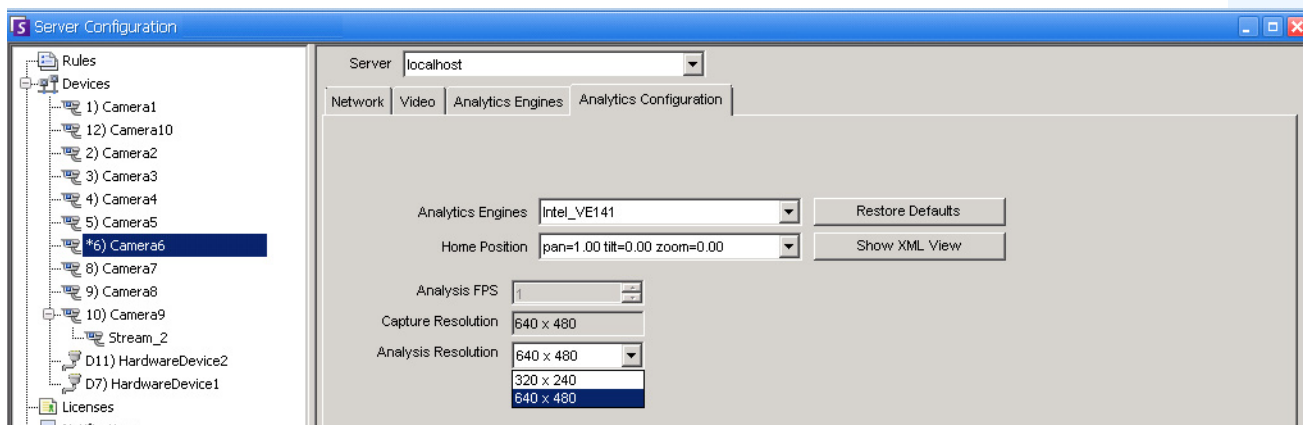 Server Configuration
Rules
Devices
1) Camera1
12) Camera10
2) Camera2
3) Camera3
4) Camera4
5) Camera5
*6) Camera6
8) Camera7
9) Camera8
10) Camera9
Stream_2
D11) HardwareDevice2
D7) HardwareDevice1
Licenses
Server localhost
Network Video Analytics Engines Analytics Configuration
Analytics Engines Intel_VE141 Restore Defaults
Home Position pan=1.00 tilt=0.00 zoom=0.00 Show XML View
Analysis FPS 1
Capture Resolution 640 x 480
Analysis Resolution 640 x 480
320 x 240
640 x 480